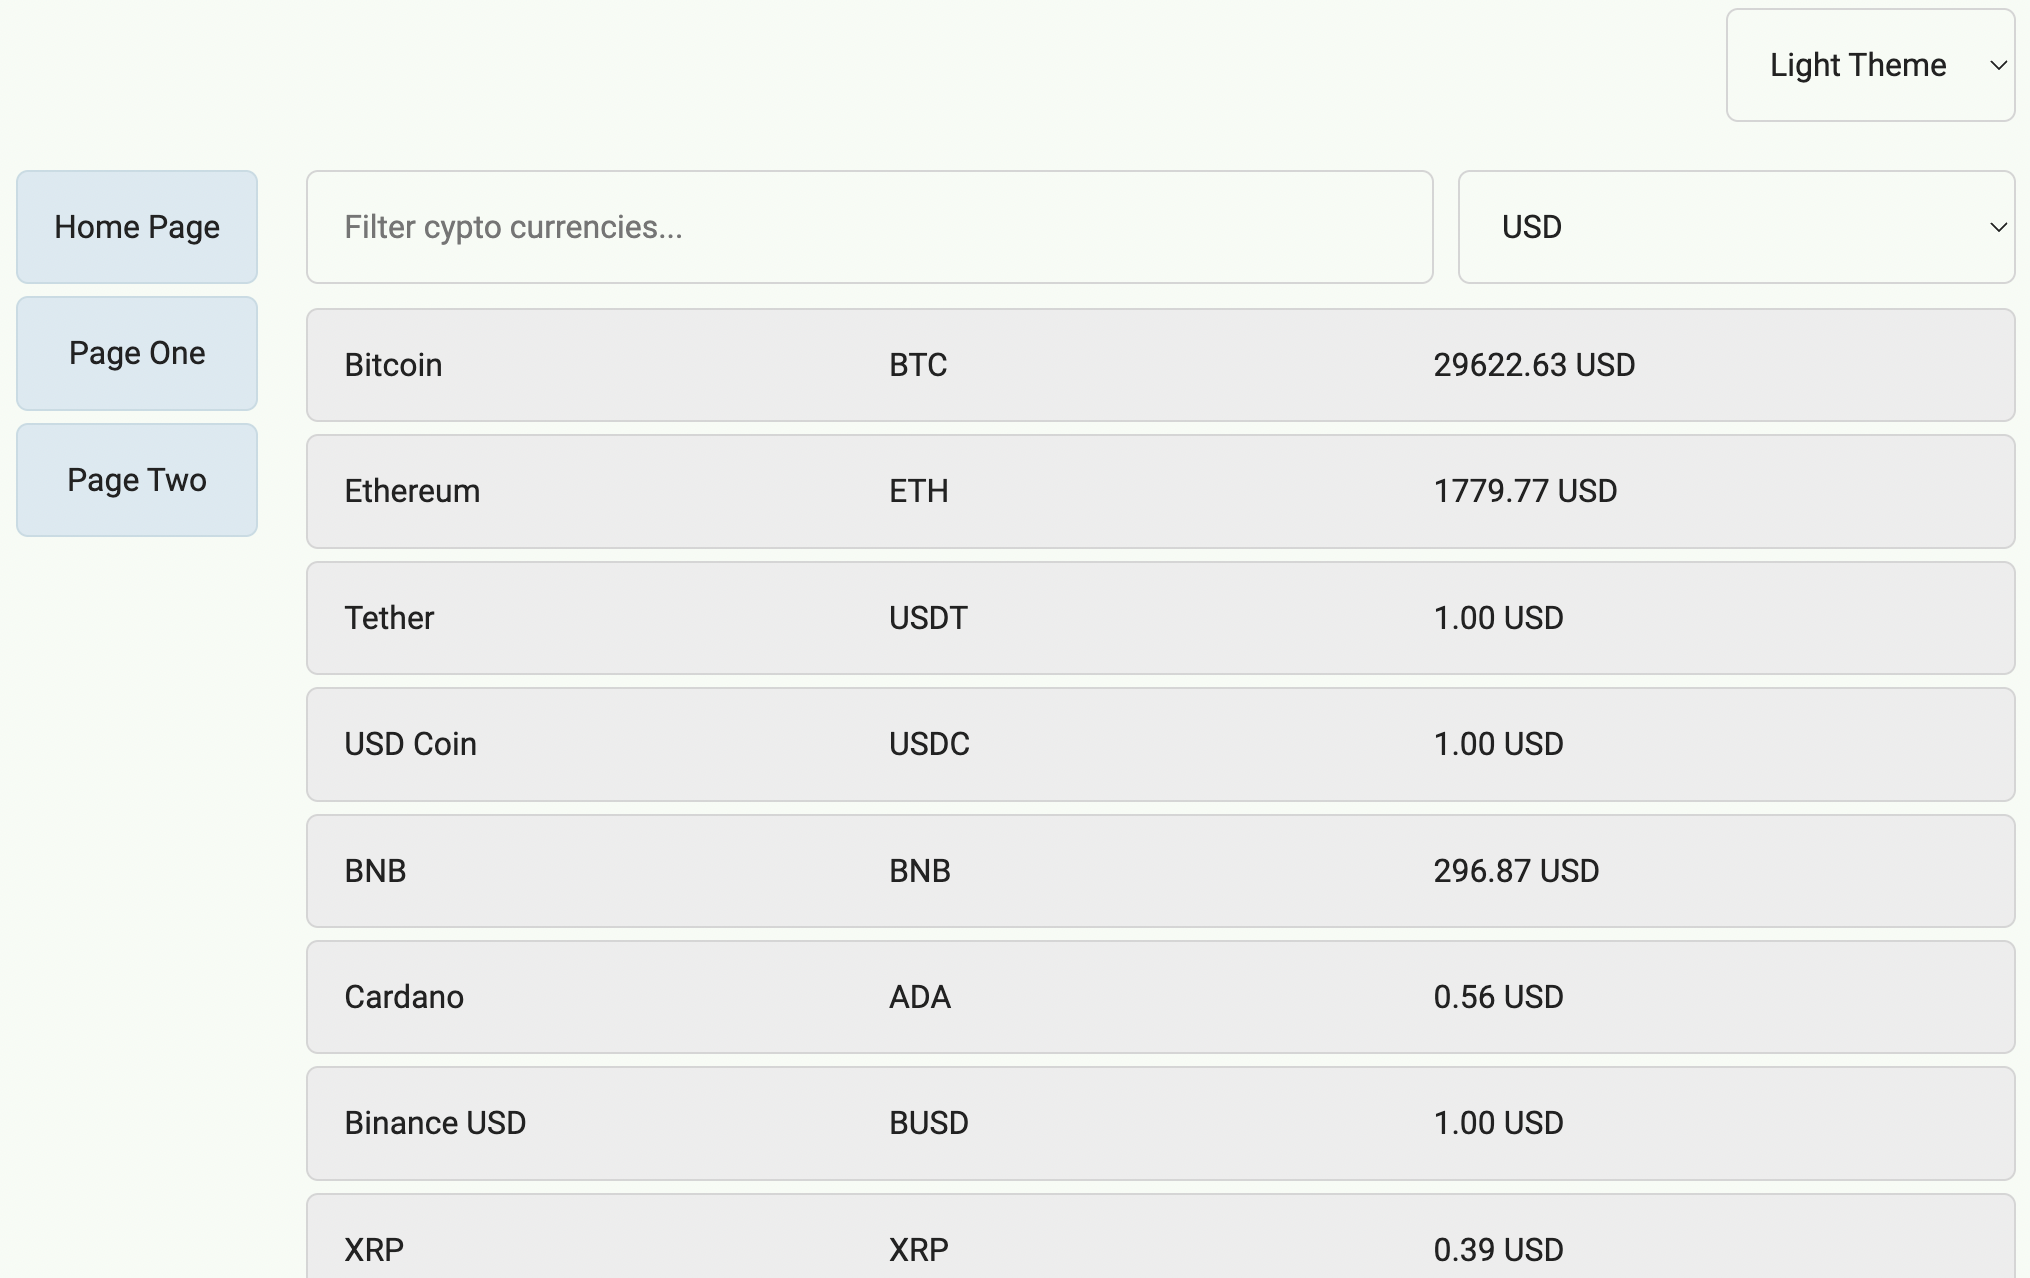 Light Theme
Home Page
Page One
Page Two
Filter cypto currencies...
USD
Bitcoin BTC 29622.63 USD
Ethereum ETH 1779.77 USD
Tether USDT 1.00 USD
USD Coin USDC 1.00 USD
BNB BNB 296.87 USD
Cardano ADA 0.56 USD
Binance USD BUSD 1.00 USD
XRP XRP 0.39 USD